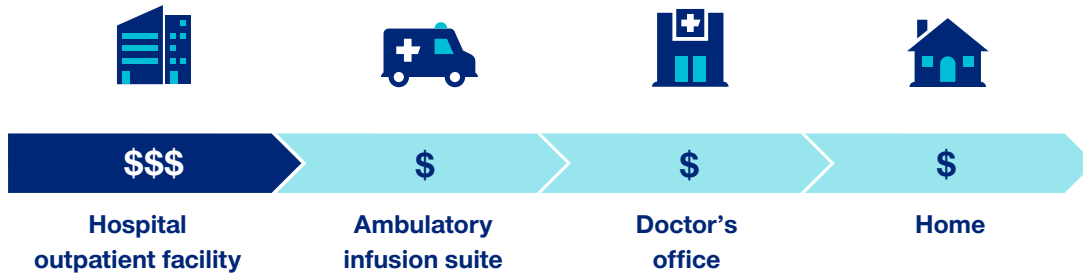 $$$
$
$
$
Hospital
outpatient facility
Ambulatory
infusion suite
Doctor's
office
Home